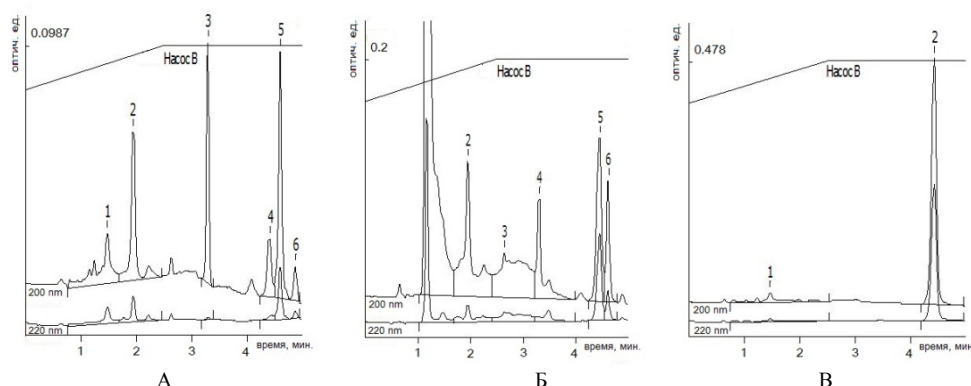 оптич. ед.
0.0987
Насос В
1
2
3
4
5
6
200 nm
220 nm
1
2
3
4
время, мин.
А
оптич. ед.
0.2
Насос В
2
3
4
5
6
200 nm
220 nm
1
2
3
4
время, мин.
Б
оптич. ед.
0.478
Насос В
1
2
200 nm
220 nm
1
2
3
4
время, мин.
В